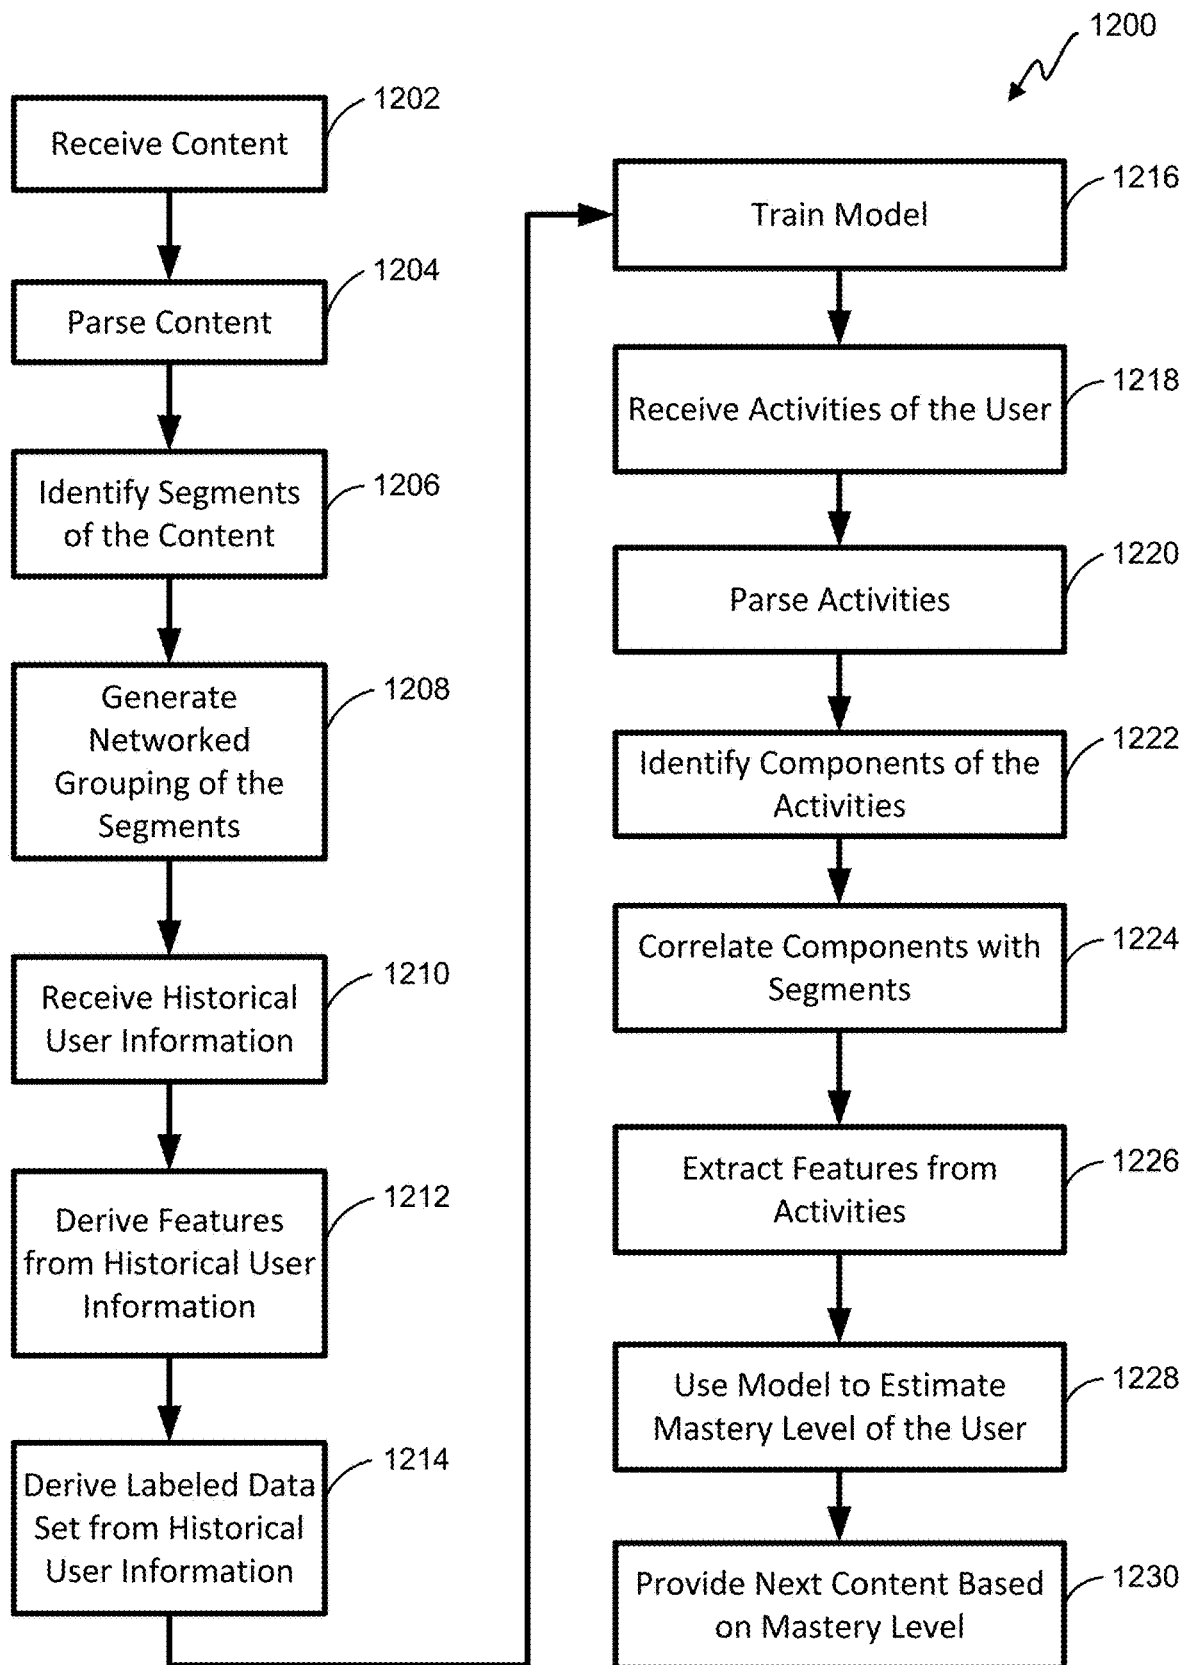 1200
1202
Receive Content
1204
Parse Content
1206
Identify Segments
of the Content
1208
Generate
Networked
Grouping of the
Segments
1210
Receive Historical
User Information
1212
Derive Features
from Historical User
Information
1214
Derive Labeled Data
Set from Historical
User Information
1216
Train Model
1218
Receive Activities of the User
1220
Parse Activities
1222
Identify Components of the
Activities
1224
Correlate Components with
Segments
1226
Extract Features from
Activities
1228
Use Model to Estimate
Mastery Level of the User
1230
Provide Next Content Based
on Mastery Level